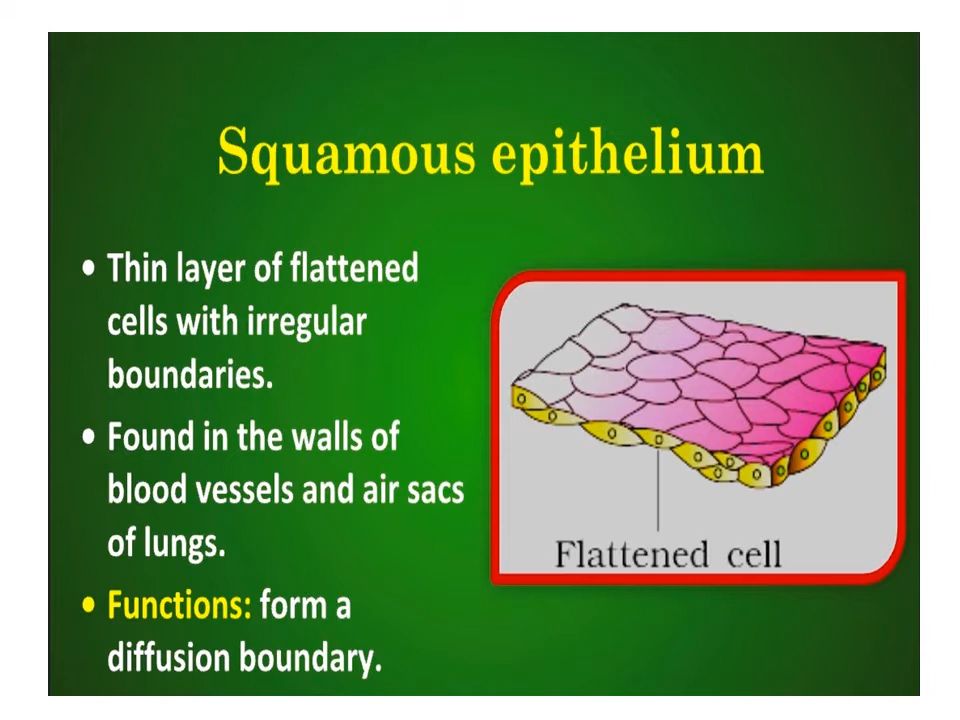 Squamous epithelium
• Thin layer of flattened
cells with irregular
boundaries.
• Found in the walls of
blood vessels and air sacs
of lungs.
• Functions: form a
diffusion boundary.
Flattened cell